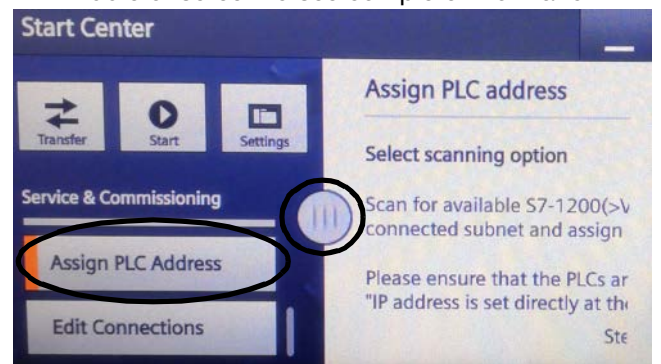 Start Center
Transfer
Start
Settings
Service & Commissioning
Assign PLC Address
Edit Connections
Assign PLC address
Select scanning option
Scan for available S7-1200(>V
connected subnet and assign
Please ensure that the PLCs ar
"IP address is set directly at the
Ste